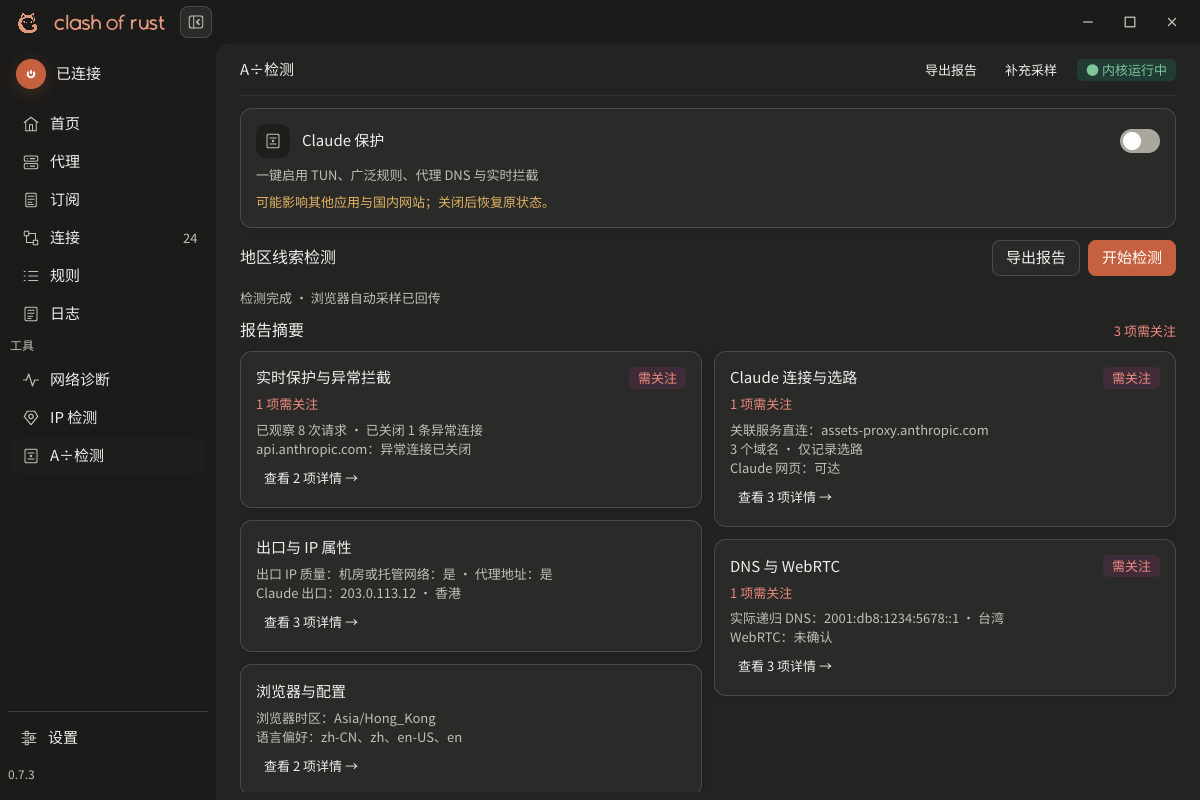 clash of rust
已连接
首页
代理
订阅
连接 24
规则
日志
工具
网络诊断
IP 检测
A÷检测
设置
0.7.3
A÷检测
导出报告 补充采样 内核运行中
Claude 保护
一键启用 TUN、广泛规则、代理 DNS 与实时拦截
可能影响其他应用与国内网站；关闭后恢复原状态。
地区线索检测
导出报告 开始检测
检测完成 · 浏览器自动采样已回传
报告摘要
3 项需关注
实时保护与异常拦截 需关注
1 项需关注
已观察 8 次请求 · 已关闭 1 条异常连接
api.anthropic.com：异常连接已关闭
查看 2 项详情 →
Claude 连接与选路 需关注
1 项需关注
关联服务直连：assets-proxy.anthropic.com
3 个域名 · 仅记录选路
Claude 网页：可达
查看 3 项详情 →
出口与 IP 属性
出口 IP 质量：机房或托管网络：是 · 代理地址：是
Claude 出口：203.0.113.12 · 香港
查看 3 项详情 →
DNS 与 WebRTC 需关注
1 项需关注
实际递归 DNS：2001:db8:1234:5678::1 · 台湾
WebRTC：未确认
查看 3 项详情 →
浏览器与配置
浏览器时区：Asia/Hong_Kong
语言偏好：zh-CN、zh、en-US、en
查看 2 项详情 →